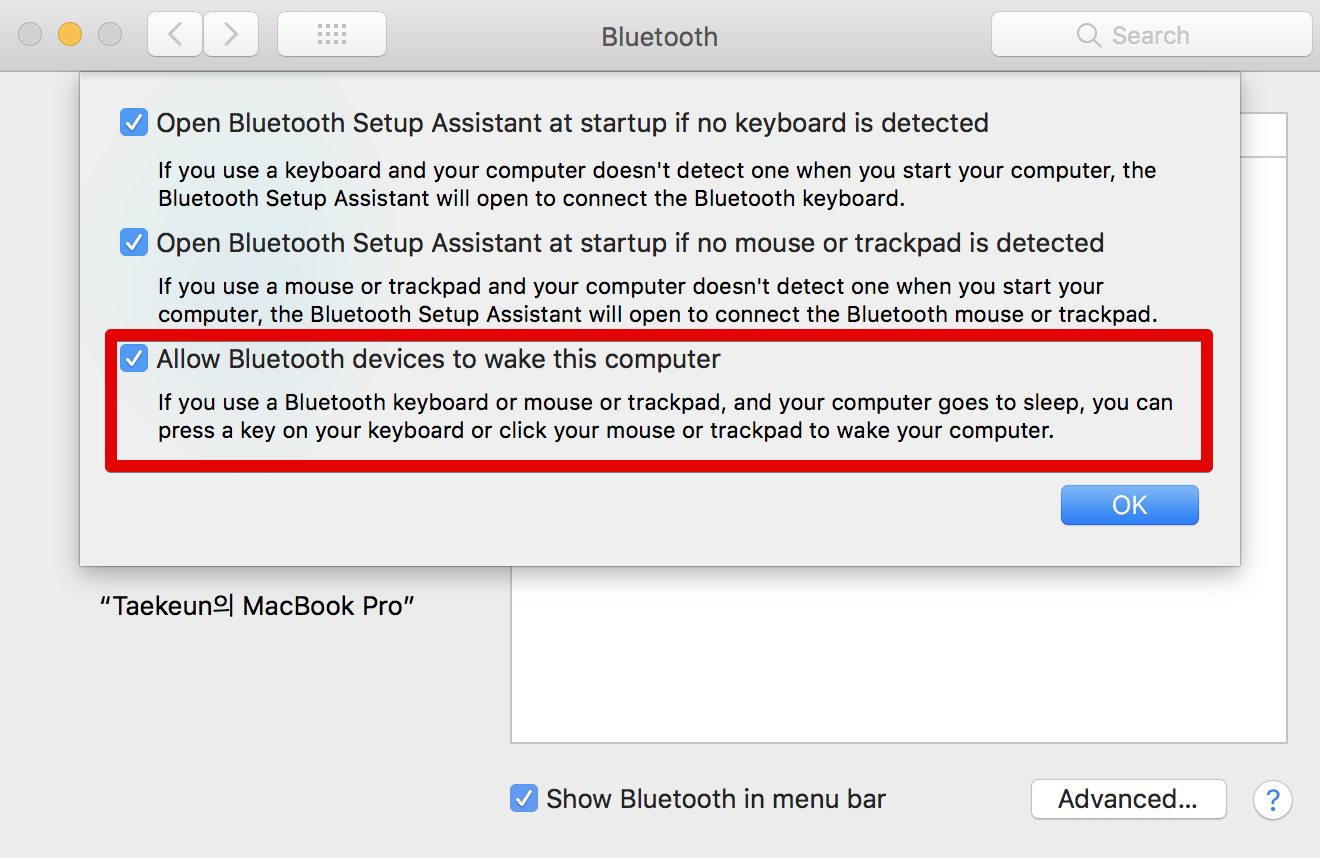 Bluetooth
Search
Open Bluetooth Setup Assistant at startup if no keyboard is detected
If you use a keyboard and your computer doesn't detect one when you start your computer, the
Bluetooth Setup Assistant will open to connect the Bluetooth keyboard.
Open Bluetooth Setup Assistant at startup if no mouse or trackpad is detected
If you use a mouse or trackpad and your computer doesn't detect one when you start your
computer, the Bluetooth Setup Assistant will open to connect the Bluetooth mouse or trackpad.
Allow Bluetooth devices to wake this computer
If you use a Bluetooth keyboard or mouse or trackpad, and your computer goes to sleep, you can
press a key on your keyboard or click your mouse or trackpad to wake your computer.
OK
“Taekeun의 MacBook Pro”
Show Bluetooth in menu bar
Advanced...
?